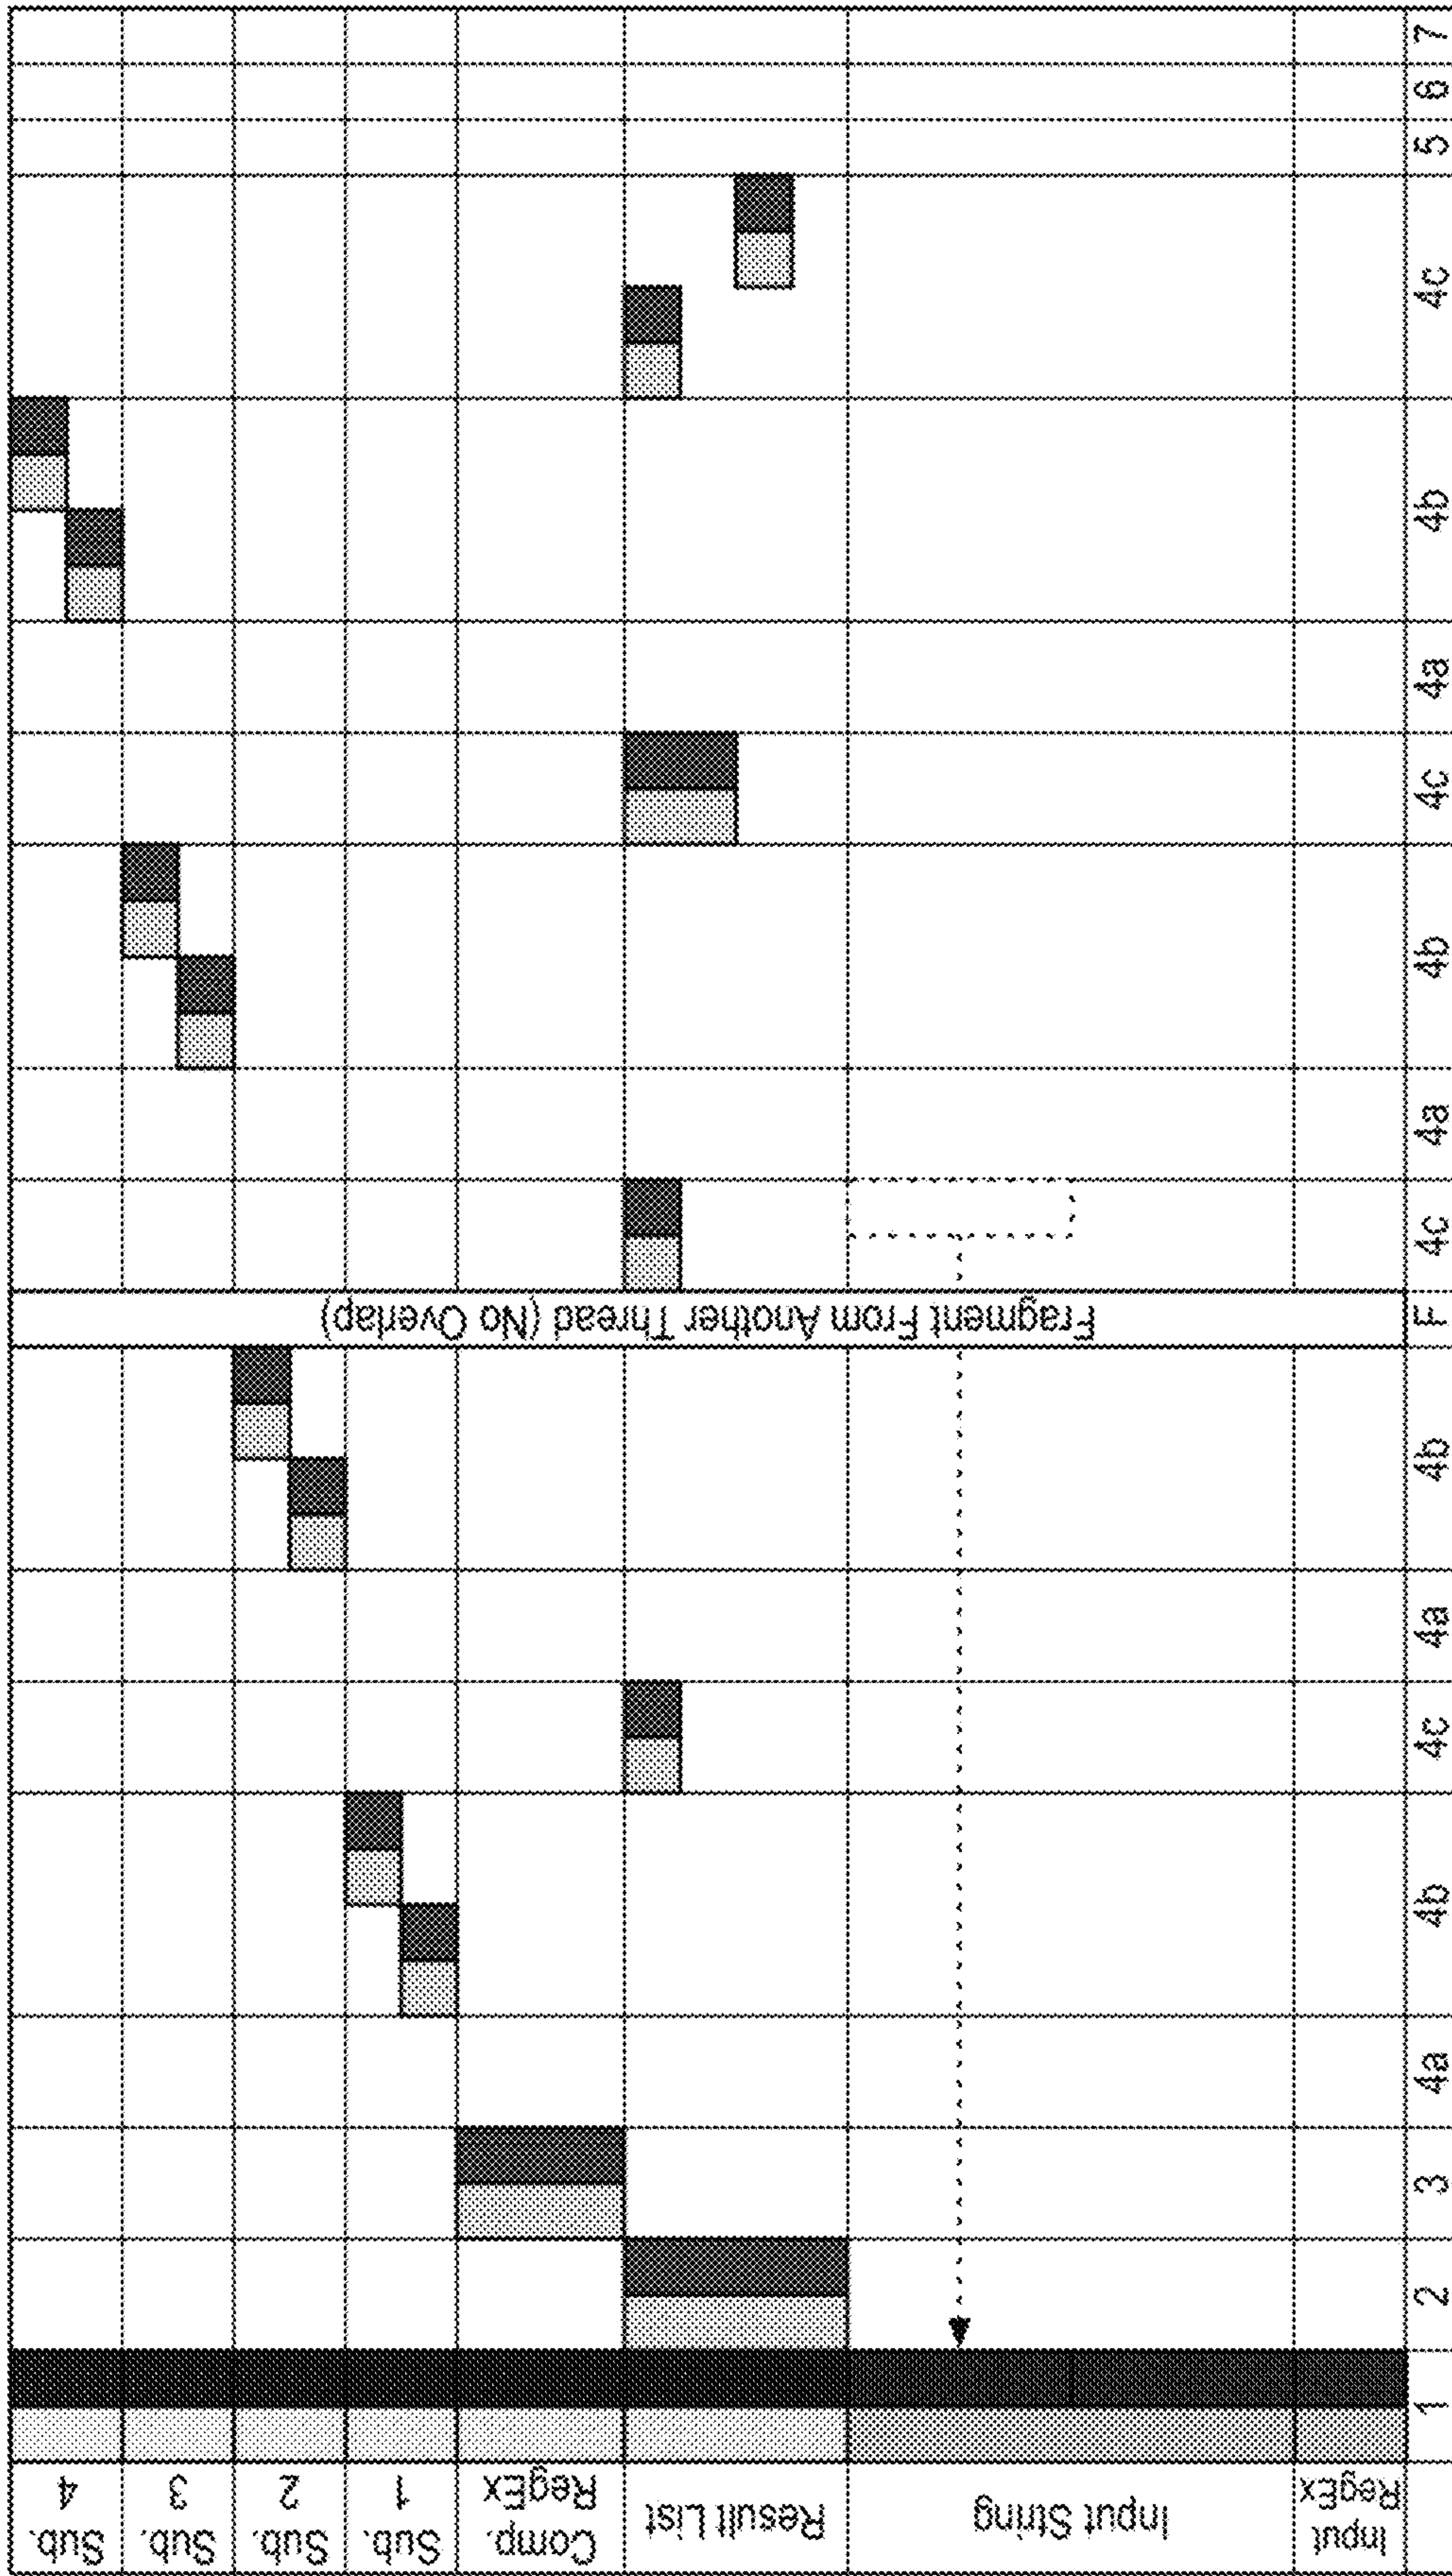 Sub.
4
Sub.
3
Sub.
2
Sub.
1
Comp.
RegEx
Result List
Input String
Input
RegEx
Fragment From Another Thread (No Overlap)
1
2
3
4a
4b
4c
4a
4b
F
4c
4a
4b
4c
4a
4b
4c
5
6
7